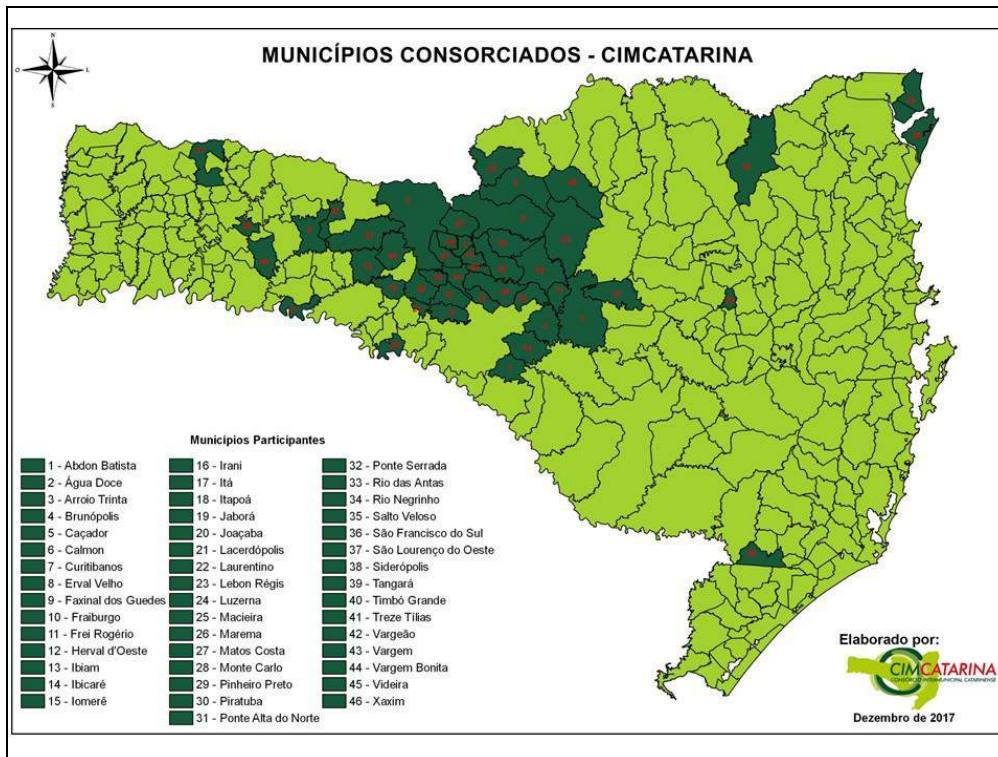 MUNICÍPIOS CONSORCIADOS - CIMCATARINA
N
O
L
S
Municípios Participantes
1 - Abdon Batista
2 - Água Doce
3 - Arroio Trinta
4 - Brunópolis
5 - Caçador
6 - Calmon
7 - Curitibanos
8 - Erval Velho
9 - Faxinal dos Guedes
10 - Fraiburgo
11 - Frei Rogério
12 - Herval d'Oeste
13 - Ibiam
14 - Ibicaré
15 - Iomerê
16 - Irani
17 - Itá
18 - Itapoá
19 - Jaborá
20 - Joaçaba
21 - Lacerdópolis
22 - Laurentino
23 - Lebon Régis
24 - Luzerna
25 - Macieira
26 - Marema
27 - Matos Costa
28 - Monte Carlo
29 - Pinheiro Preto
30 - Piratuba
31 - Ponte Alta do Norte
32 - Ponte Serrada
33 - Rio das Antas
34 - Rio Negrinho
35 - Salto Veloso
36 - São Francisco do Sul
37 - São Lourenço do Oeste
38 - Siderópolis
39 - Tangará
40 - Timbó Grande
41 - Treze Tílias
42 - Vargeão
43 - Vargem
44 - Vargem Bonita
45 - Videira
46 - Xaxim
Elaborado por:
CIMCATARINA
CONSÓRCIO INTERMUNICIPAL CATARINENSE
Dezembro de 2017